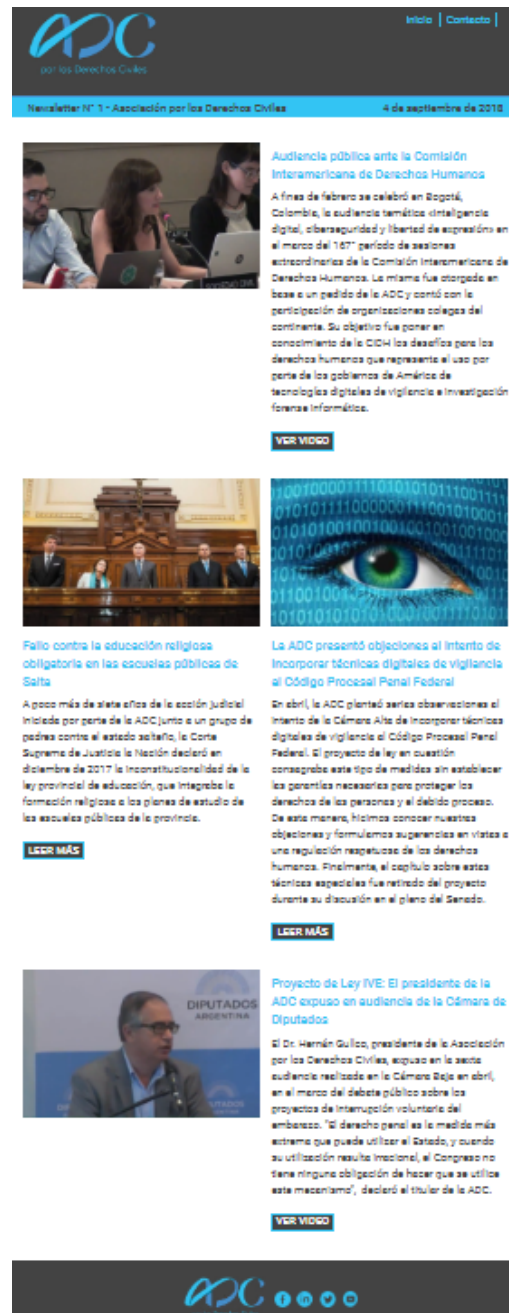 ADC
por los Derechos Civiles
Inicio | Contacto |
Newsletter N° 1 - Asociación por los Derechos Civiles
4 de septiembre de 2018
SOCIEDAD CIVIL
Audiencia pública ante la Comisión
Interamericana de Derechos Humanos
A fines de febrero se celebró en Bogotá,
Colombia, la audiencia temática «Inteligencia
digital, ciberseguridad y libertad de expresión» en
el marco del 167° período de sesiones
extraordinarias de la Comisión Interamericana de
Derechos Humanos. La misma fue otorgada en
base a un pedido de la ADC y contó con la
participación de organizaciones colegas del
continente. Su objetivo fue poner en
conocimiento de la CIDH los desafíos para los
derechos humanos que representa el uso por
parte de los gobiernos de América de
tecnologías digitales de vigilancia e investigación
forense informática.
VER VIDEO
Fallo contra la educación religiosa
obligatoria en las escuelas públicas de
Salta
A poco más de siete años de la acción judicial
iniciada por parte de la ADC junto a un grupo de
padres contra el estado salteño, la Corte
Suprema de Justicia la Nación declaró en
diciembre de 2017 la inconstitucionalidad de la
ley provincial de educación, que integraba la
formación religiosa a los planes de estudio de
las escuelas públicas de la provincia.
LEER MÁS
La ADC presentó objeciones al intento de
incorporar técnicas digitales de vigilancia
al Código Procesal Penal Federal
En abril, la ADC planteó serias observaciones al
intento de la Cámara Alta de incorporar técnicas
digitales de vigilancia al Código Procesal Penal
Federal. El proyecto de ley en cuestión
consagraba este tipo de medidas sin establecer
las garantías necesarias para proteger los
derechos de las personas y el debido proceso.
De esta manera, hicimos conocer nuestras
objeciones y formulamos sugerencias en vistas a
una regulación respetuosa de los derechos
humanos. Finalmente, el capítulo sobre estas
técnicas especiales fue retirado del proyecto
durante su discusión en el pleno del Senado.
LEER MÁS
DIPUTADOS
ARGENTINA
Proyecto de Ley IVE: El presidente de la
ADC expuso en audiencia de la Cámara de
Diputados
El Dr. Hernán Gullco, presidente de la Asociación
por los Derechos Civiles, expuso en la sexta
audiencia realizada en la Cámara Baja en abril,
en el marco del debate público sobre los
proyectos de interrupción voluntaria del
embarazo. "El derecho penal es la medida más
extrema que puede utilizar el Estado, y cuando
su utilización resulta irracional, el Congreso no
tiene ninguna obligación de hacer que se utilice
este mecanismo", declaró el titular de la ADC.
VER VIDEO
ADC